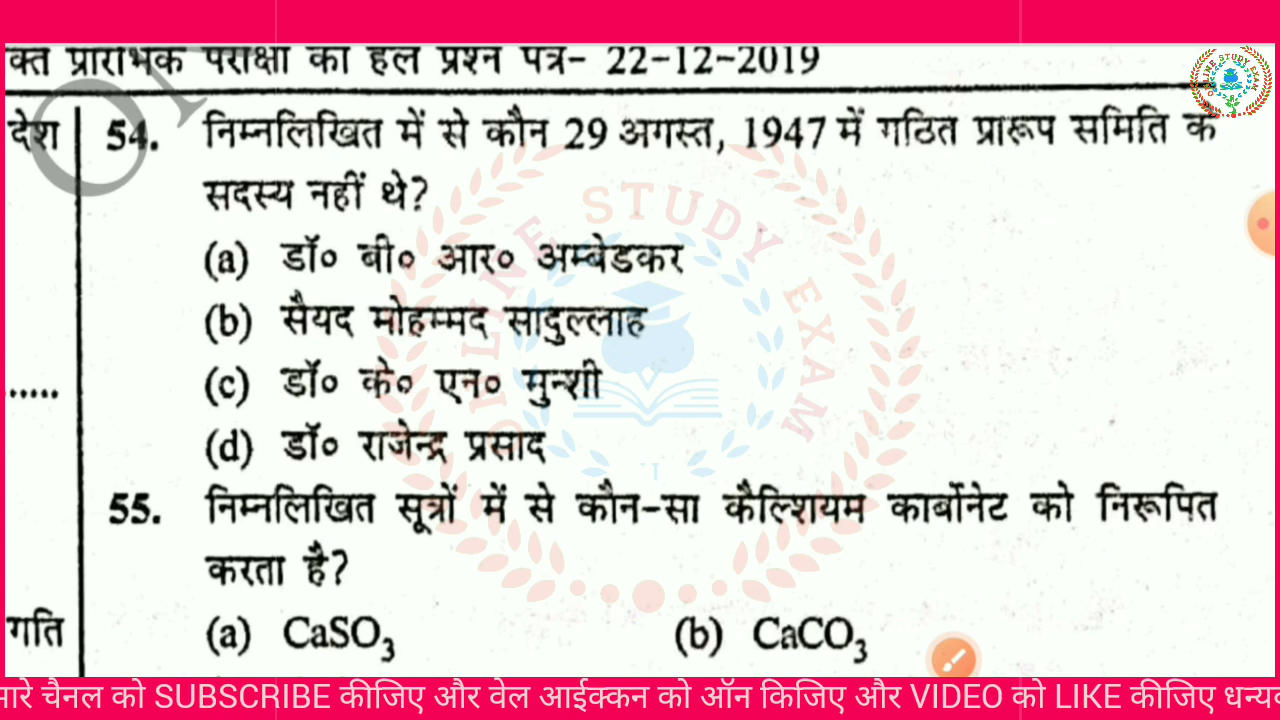 क्त प्रारंभिक परीक्षा का हल प्रश्न पत्र- 22-12-2019
देश
54. निम्नलिखित में से कौन 29 अगस्त, 1947 में गठित प्रारूप समिति के
सदस्य नहीं थे?
(a) डॉ० बी० आर० अम्बेडकर
(b) सैयद मोहम्मद सादुल्लाह
(c) डॉ० के० एन० मुन्शी
(d) डॉ० राजेन्द्र प्रसाद
.....
55. निम्नलिखित सूत्रों में से कौन-सा कैल्शियम कार्बोनेट को निरूपित
करता है?
गति
(a) CaSO₃ (b) CaCO₃
ONLINE STUDY EXAM
मारे चैनल को SUBSCRIBE कीजिए और वेल आईक्कन को ऑन किजिए और VIDEO को LIKE कीजिए